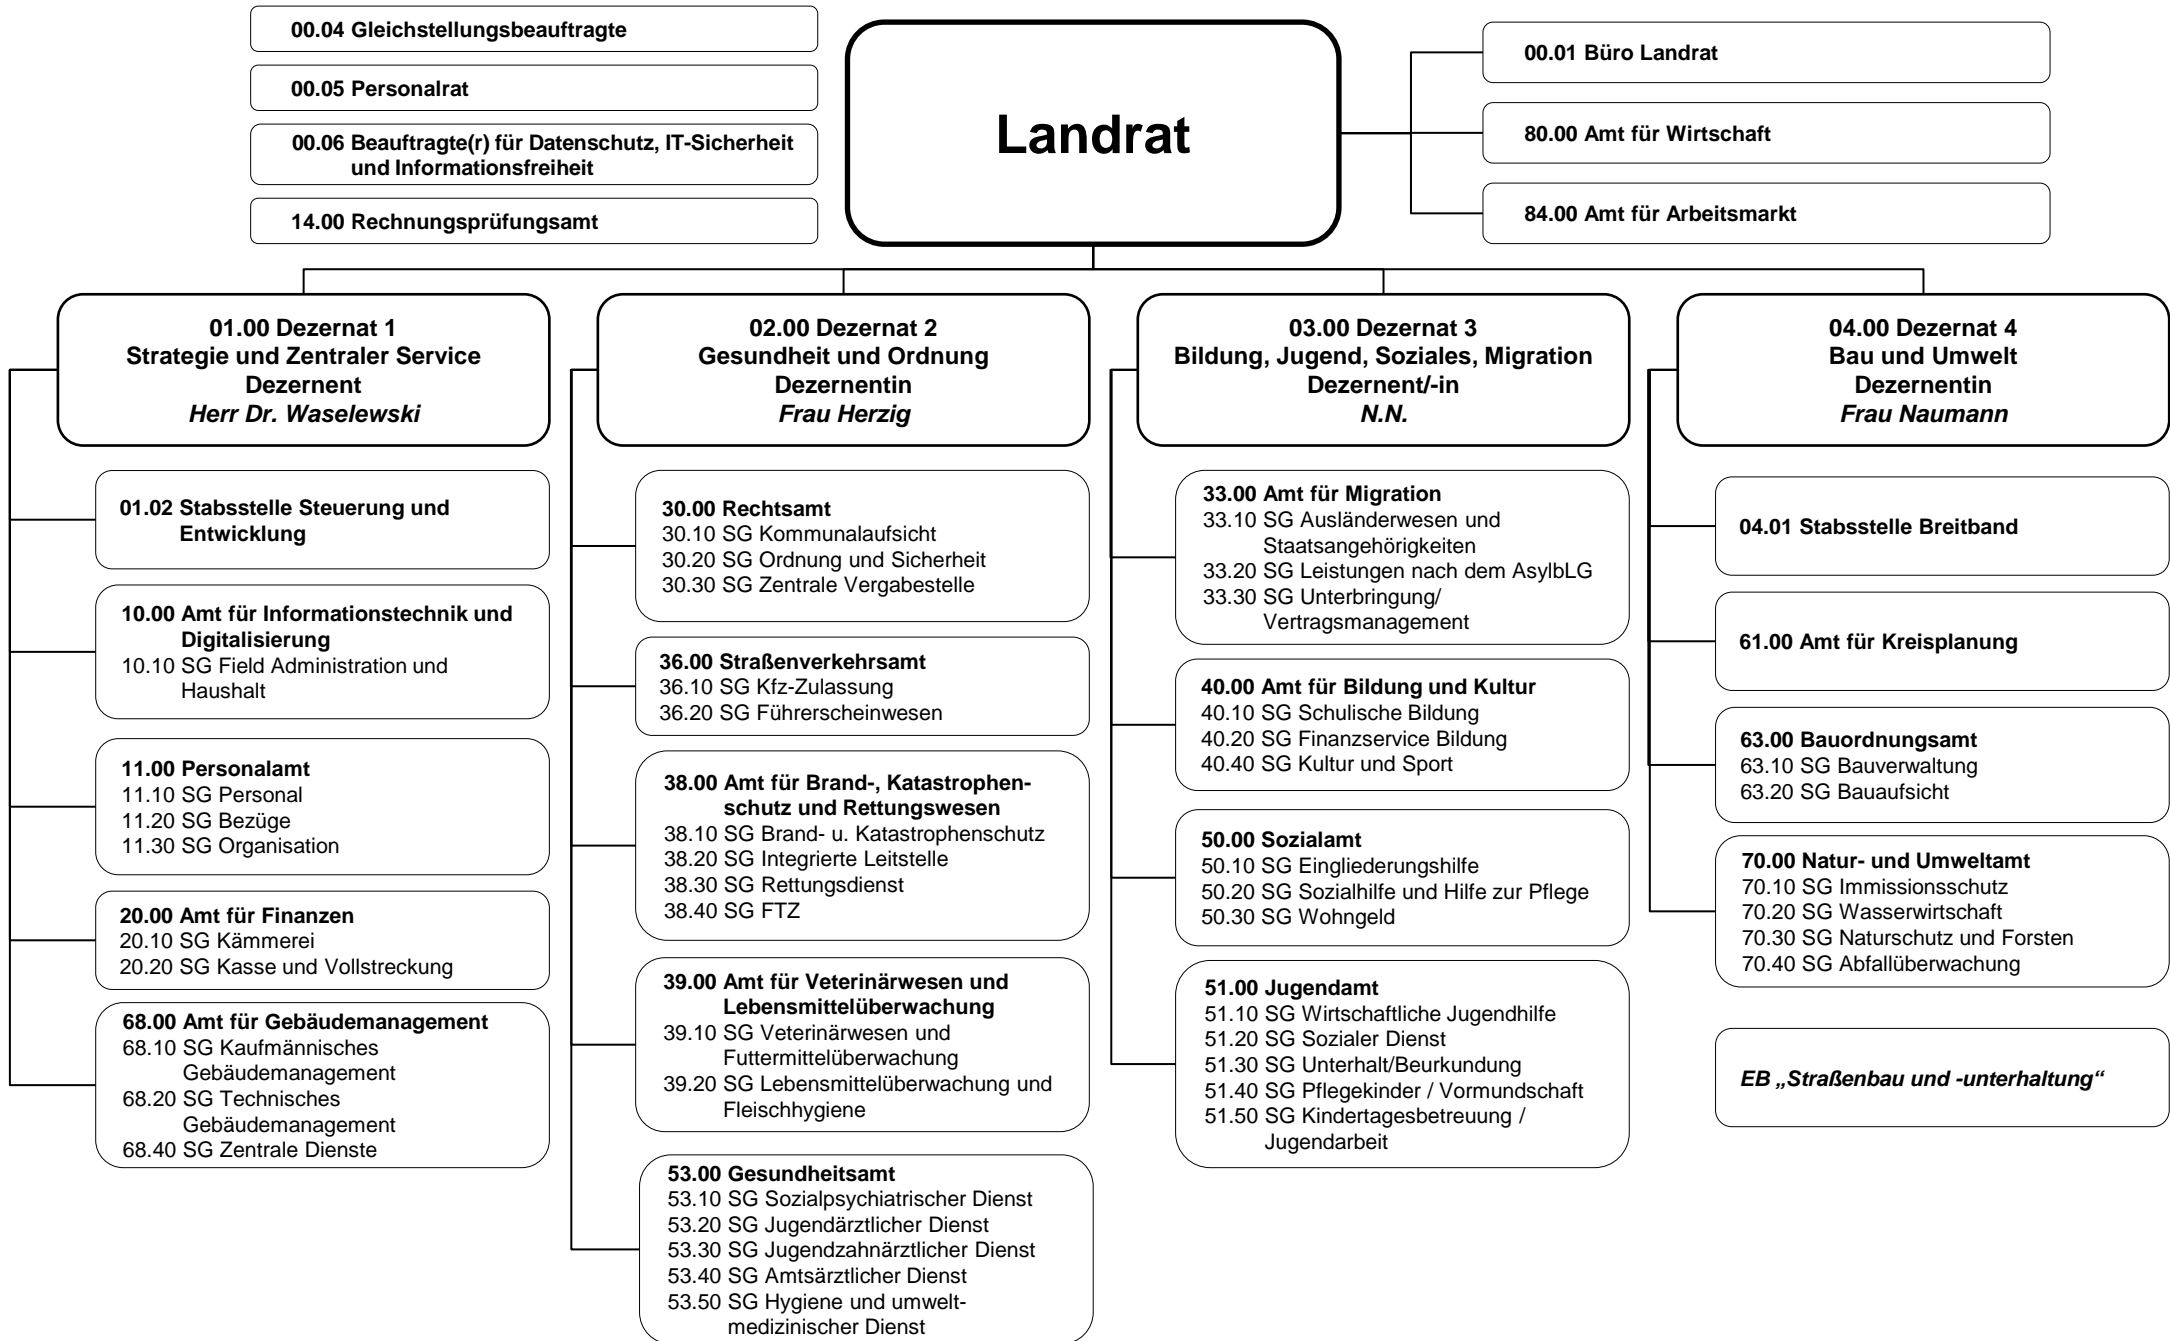 00.04 Gleichstellungsbeauftragte
00.05 Personalrat
00.06 Beauftragte(r) für Datenschutz, IT-Sicherheit
und Informationsfreiheit
14.00 Rechnungsprüfungsamt
Landrat
00.01 Büro Landrat
80.00 Amt für Wirtschaft
84.00 Amt für Arbeitsmarkt
01.00 Dezernat 1
Strategie und Zentraler Service
Dezernent
Herr Dr. Waselewski
01.02 Stabsstelle Steuerung und
Entwicklung
10.00 Amt für Informationstechnik und
Digitalisierung
10.10 SG Field Administration und
Haushalt
11.00 Personalamt
11.10 SG Personal
11.20 SG Bezüge
11.30 SG Organisation
20.00 Amt für Finanzen
20.10 SG Kämmerei
20.20 SG Kasse und Vollstreckung
68.00 Amt für Gebäudemanagement
68.10 SG Kaufmännisches
Gebäudemanagement
68.20 SG Technisches
Gebäudemanagement
68.40 SG Zentrale Dienste
02.00 Dezernat 2
Gesundheit und Ordnung
Dezernentin
Frau Herzig
30.00 Rechtsamt
30.10 SG Kommunalaufsicht
30.20 SG Ordnung und Sicherheit
30.30 SG Zentrale Vergabestelle
36.00 Straßenverkehrsamt
36.10 SG Kfz-Zulassung
36.20 SG Führerscheinwesen
38.00 Amt für Brand-, Katastrophen-
schutz und Rettungswesen
38.10 SG Brand- u. Katastrophenschutz
38.20 SG Integrierte Leitstelle
38.30 SG Rettungsdienst
38.40 SG FTZ
39.00 Amt für Veterinärwesen und
Lebensmittelüberwachung
39.10 SG Veterinärwesen und
Futtermittelüberwachung
39.20 SG Lebensmittelüberwachung und
Fleischhygiene
53.00 Gesundheitsamt
53.10 SG Sozialpsychiatrischer Dienst
53.20 SG Jugendärztlicher Dienst
53.30 SG Jugendzahnärztlicher Dienst
53.40 SG Amtsärztlicher Dienst
53.50 SG Hygiene und umwelt-
medizinischer Dienst
03.00 Dezernat 3
Bildung, Jugend, Soziales, Migration
Dezernent/-in
N.N.
33.00 Amt für Migration
33.10 SG Ausländerwesen und
Staatsangehörigkeiten
33.20 SG Leistungen nach dem AsylbLG
33.30 SG Unterbringung/
Vertragsmanagement
40.00 Amt für Bildung und Kultur
40.10 SG Schulische Bildung
40.20 SG Finanzservice Bildung
40.40 SG Kultur und Sport
50.00 Sozialamt
50.10 SG Eingliederungshilfe
50.20 SG Sozialhilfe und Hilfe zur Pflege
50.30 SG Wohngeld
51.00 Jugendamt
51.10 SG Wirtschaftliche Jugendhilfe
51.20 SG Sozialer Dienst
51.30 SG Unterhalt/Beurkundung
51.40 SG Pflegekinder / Vormundschaft
51.50 SG Kindertagesbetreuung /
Jugendarbeit
04.00 Dezernat 4
Bau und Umwelt
Dezernentin
Frau Naumann
04.01 Stabsstelle Breitband
61.00 Amt für Kreisplanung
63.00 Bauordnungsamt
63.10 SG Bauverwaltung
63.20 SG Bauaufsicht
70.00 Natur- und Umweltamt
70.10 SG Immissionsschutz
70.20 SG Wasserwirtschaft
70.30 SG Naturschutz und Forsten
70.40 SG Abfallüberwachung
EB „Straßenbau und -unterhaltung“